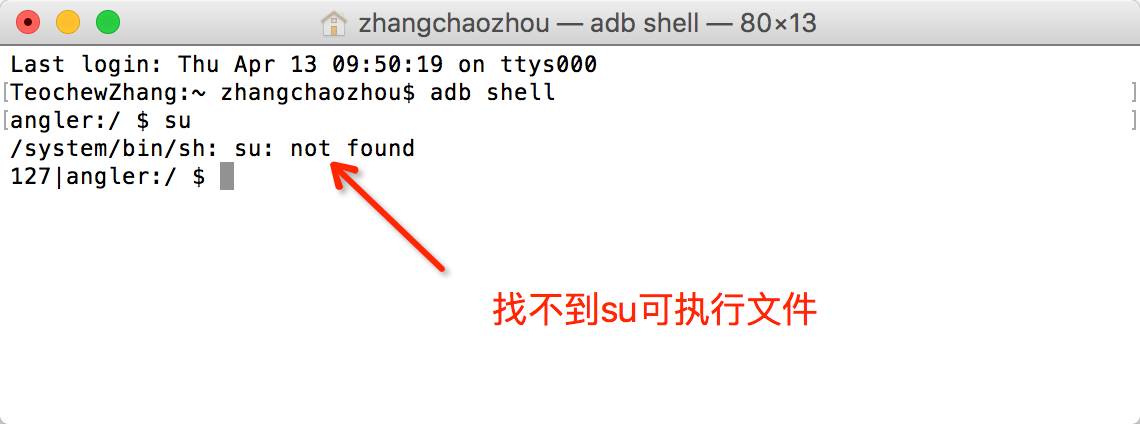 zhangchaozhou — adb shell — 80×13
Last login: Thu Apr 13 09:50:19 on ttys000
[TeochewZhang:~ zhangchaozhou$ adb shell ]
[angler:/ $ su ]
/system/bin/sh: su: not found
127|angler:/ $
找不到su可执行文件